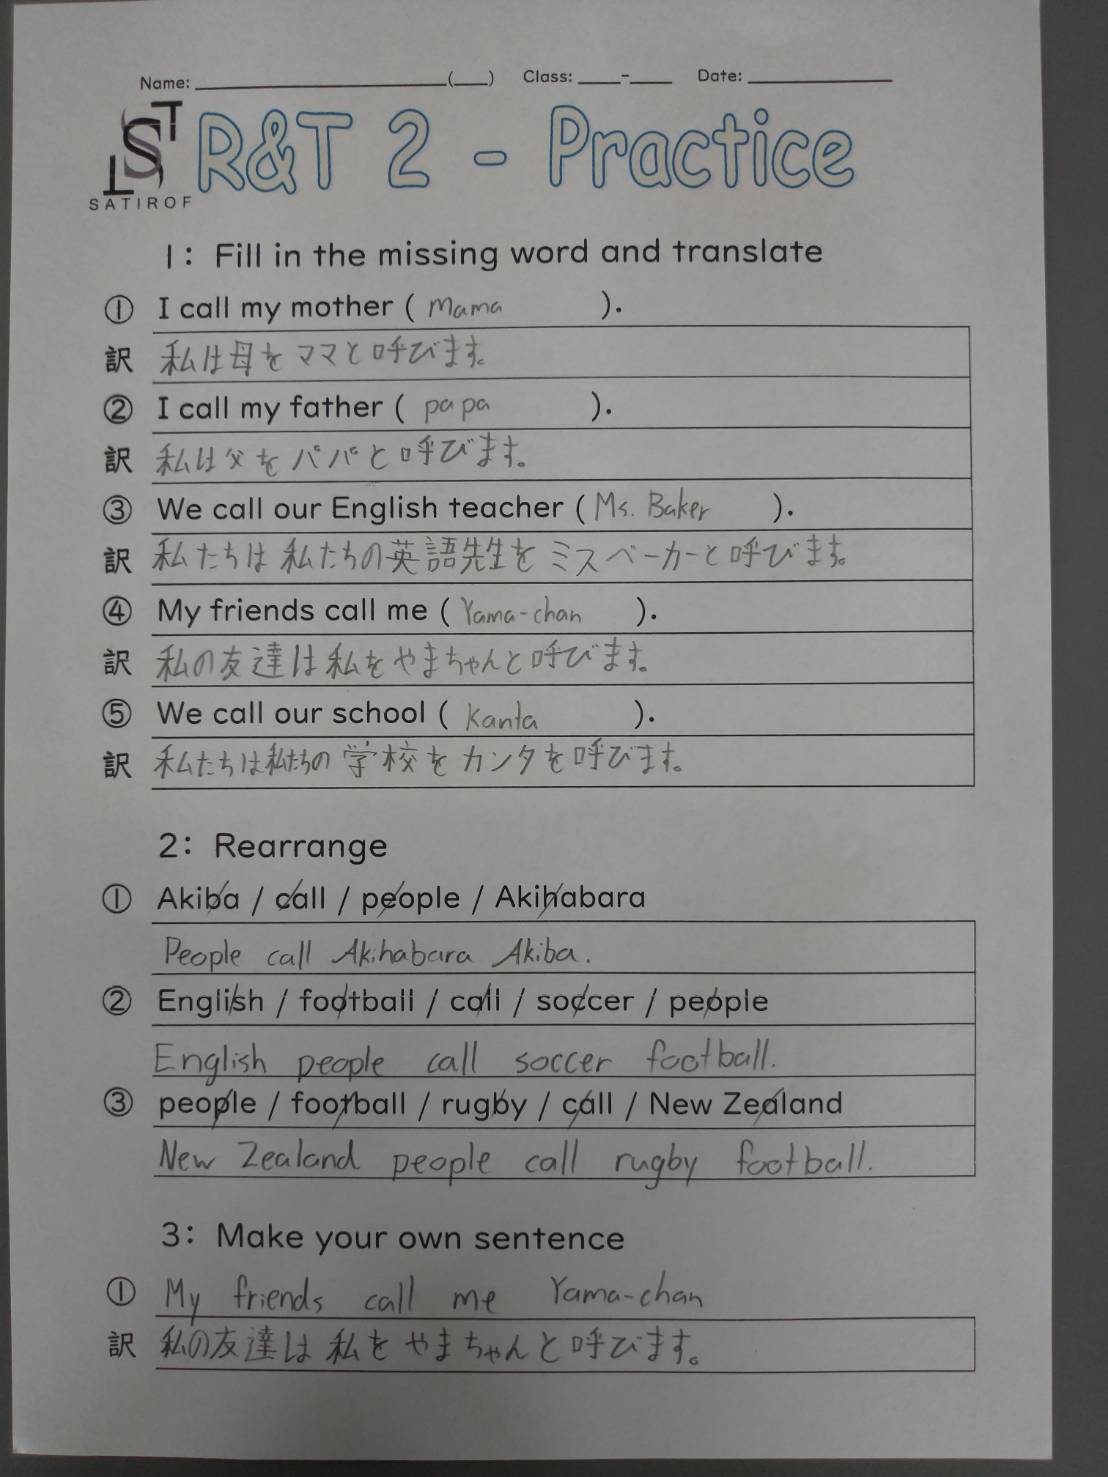 Name: ____________(___) Class: ____-____ Date: ____________
ST
LS
SATIROF
R&T 2 - Practice
1: Fill in the missing word and translate
① I call my mother ( Mama ).
訳 私は母をママと呼びます。
② I call my father ( papa ).
訳 私は父をパパと呼びます。
③ We call our English teacher ( Ms. Baker ).
訳 私たちは私たちの英語先生をミスベーカーと呼びます。
④ My friends call me ( Yama-chan ).
訳 私の友達は私をやまちゃんと呼びます。
⑤ We call our school ( Kanta ).
訳 私たちは私たちの学校をカンタを呼びます。
2: Rearrange
① Akiba / call / people / Akihabara
People call Akihabara Akiba.
② English / football / call / soccer / people
English people call soccer football.
③ people / football / rugby / call / New Zealand
New Zealand people call rugby football.
3: Make your own sentence
① My friends call me Yama-chan
訳 私の友達は私をやまちゃんと呼びます。